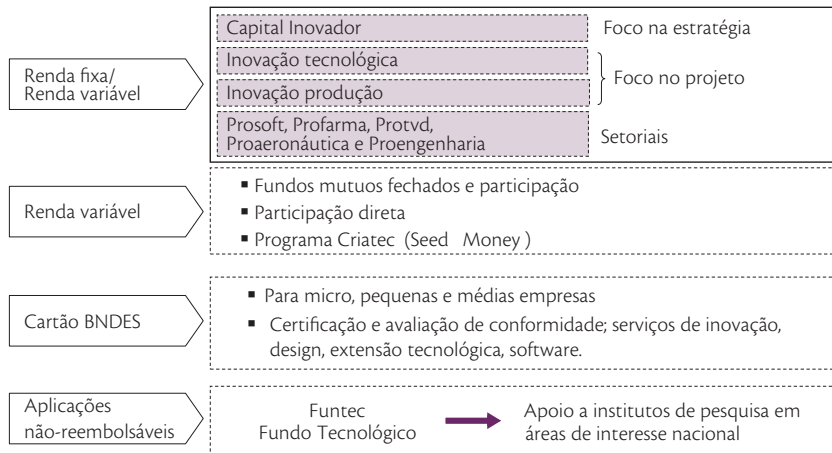 Renda fixa/
Renda variável
Capital Inovador
Foco na estratégia
Inovação tecnológica
Inovação produção
Foco no projeto
Prosoft, Profarma, Protvd,
Proaeronáutica e Proengenharia
Setoriais
Renda variável
▪ Fundos mutuos fechados e participação
▪ Participação direta
▪ Programa Criatec (Seed Money )
Cartão BNDES
▪ Para micro, pequenas e médias empresas
▪ Certificação e avaliação de conformidade; serviços de inovação,
design, extensão tecnológica, software.
Aplicações
não-reembolsáveis
Funtec
Fundo Tecnológico
Apoio a institutos de pesquisa em
áreas de interesse nacional